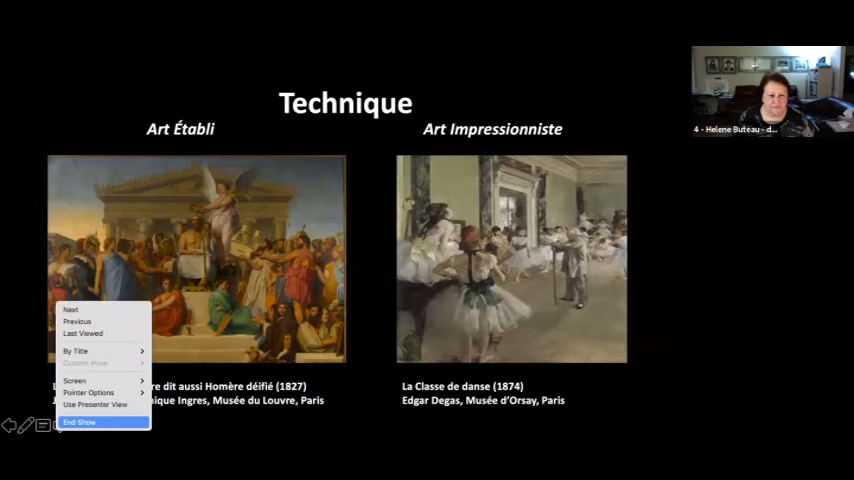 Technique
Art Établi
Art Impressionniste
4 - Helene Buteau - d...
Next
Previous
Last Viewed
By Title
Custom show
Screen
Pointer Options
Use Presenter View
End Show
re dit aussi Homère déifié (1827)
nique Ingres, Musée du Louvre, Paris
La Classe de danse (1874)
Edgar Degas, Musée d'Orsay, Paris